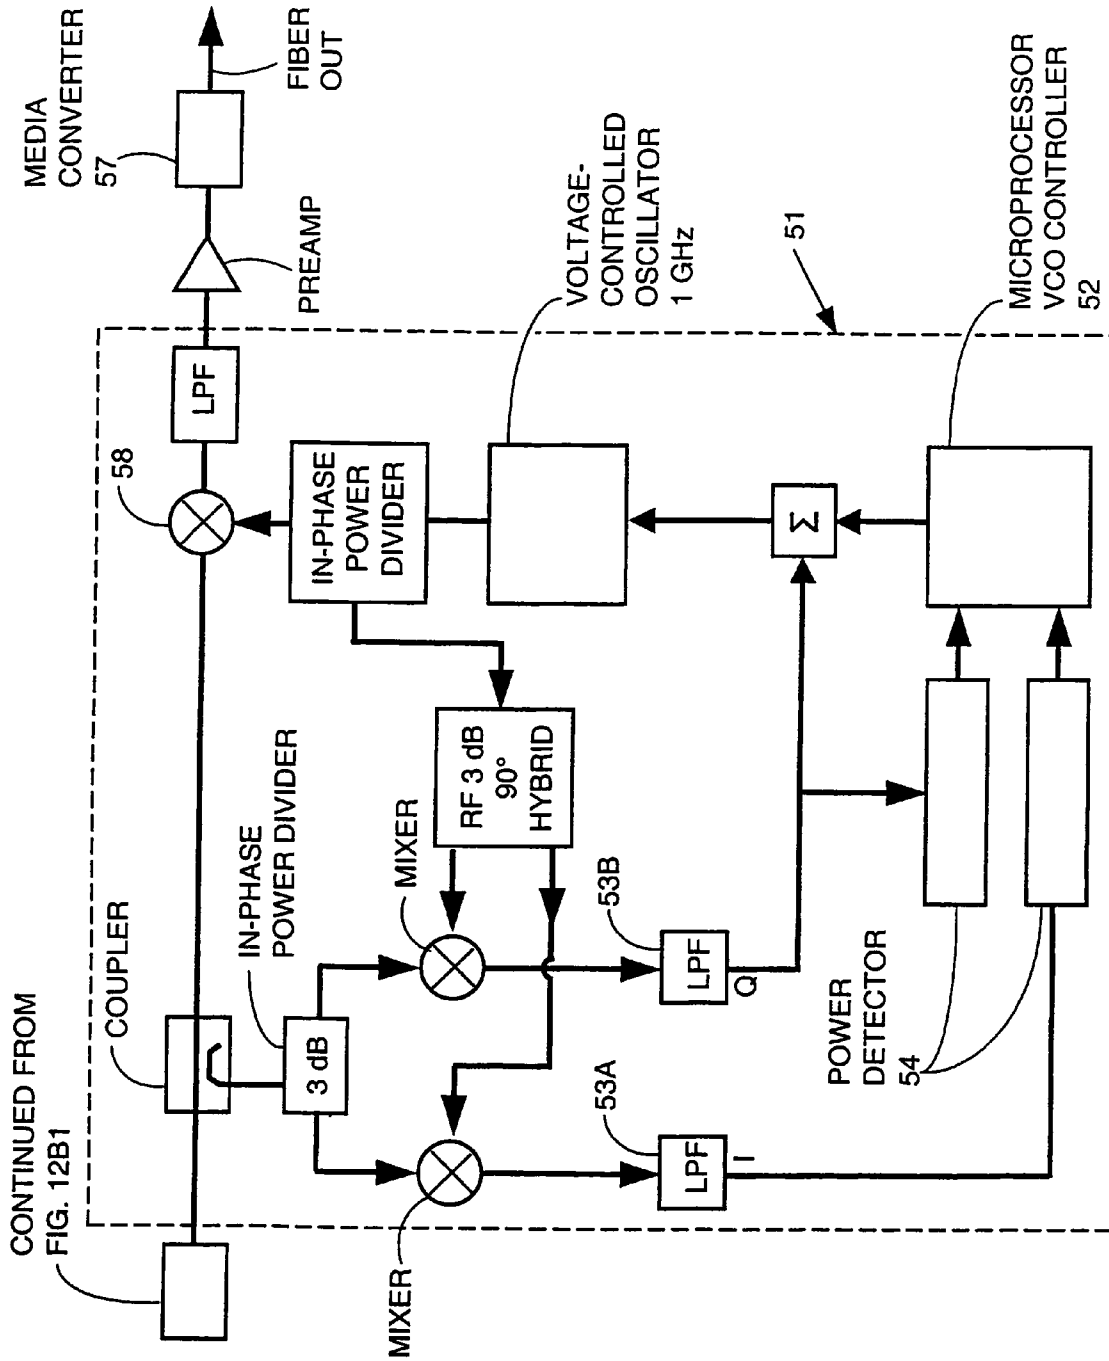 CONTINUED FROM
FIG. 12B1
COUPLER
58
LPF
MEDIA
CONVERTER
57
FIBER
OUT
PREAMP
3 dB
IN-PHASE
POWER DIVIDER
IN-PHASE
POWER
DIVIDER
MIXER
MIXER
RF 3 dB
90°
HYBRID
VOLTAGE-
CONTROLLED
OSCILLATOR
1 GHz
53A
LPF
I
53B
LPF
Q
Σ
51
POWER
DETECTOR
54
MICROPROCESSOR
VCO CONTROLLER
52